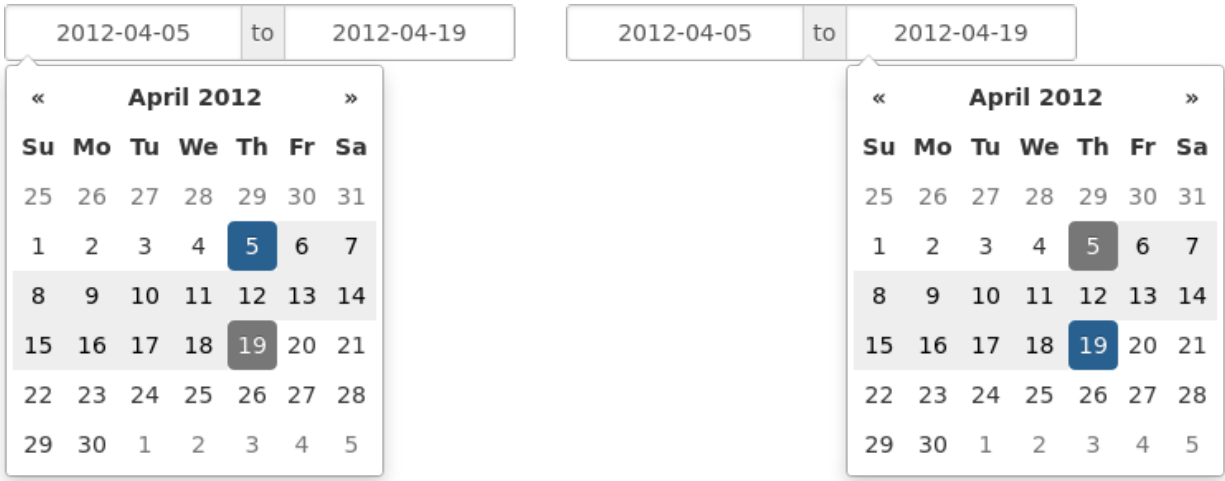 2012-04-05 to 2012-04-19
« April 2012 »
Su Mo Tu We Th Fr Sa
25 26 27 28 29 30 31
1 2 3 4 5 6 7
8 9 10 11 12 13 14
15 16 17 18 19 20 21
22 23 24 25 26 27 28
29 30 1 2 3 4 5
2012-04-05 to 2012-04-19
« April 2012 »
Su Mo Tu We Th Fr Sa
25 26 27 28 29 30 31
1 2 3 4 5 6 7
8 9 10 11 12 13 14
15 16 17 18 19 20 21
22 23 24 25 26 27 28
29 30 1 2 3 4 5